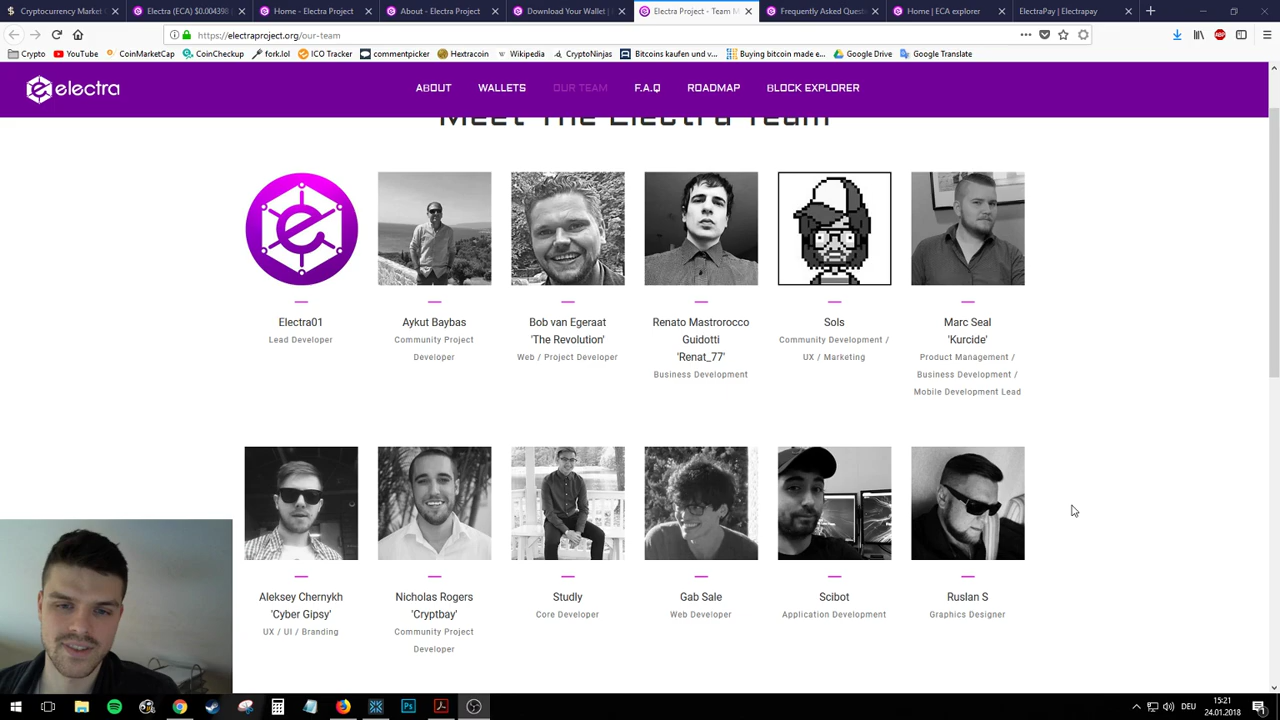 Cryptocurrency Market C
Electra (ECA) $0.004398 (
Home - Electra Project
About - Electra Project
Download Your Wallet |
Electra Project - Team M
Frequently Asked Quest
Home | ECA explorer
ElectraPay | Electrapay
https://electraproject.org/our-team
Crypto
YouTube
CoinMarketCap
CoinCheckup
fork.lol
ICO Tracker
commentpicker
Hextracoin
Wikipedia
CryptoNinjas
Bitcoins kaufen und v...
Buying bitcoin made e...
Google Drive
Google Translate
electra
ABOUT
WALLETS
OUR TEAM
F.A.Q
ROADMAP
BLOCK EXPLORER
Meet The Electra Team
Electra01
Lead Developer
Aykut Baybas
Community Project
Developer
Bob van Egeraat
'The Revolution'
Web / Project Developer
Renato Mastrorocco
Guidotti
'Renat_77'
Business Development
Sols
Community Development /
UX / Marketing
Marc Seal
'Kurcide'
Product Management /
Business Development /
Mobile Development Lead
Aleksey Chernykh
'Cyber Gipsy'
UX / UI / Branding
Nicholas Rogers
'Cryptbay'
Community Project
Developer
Studly
Core Developer
Gab Sale
Web Developer
Scibot
Application Development
Ruslan S
Graphics Designer
DEU
15:21
24.01.2018